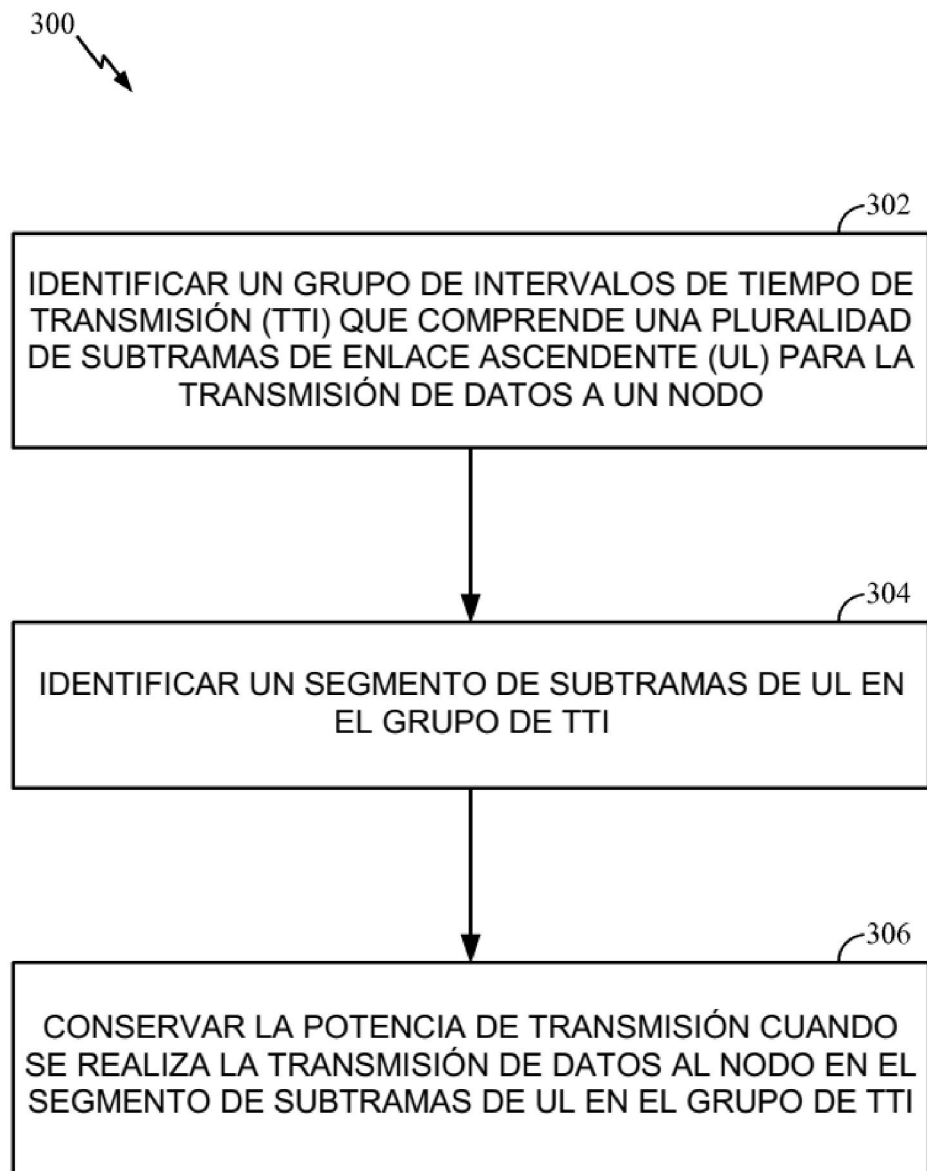 300
302
IDENTIFICAR UN GRUPO DE INTERVALOS DE TIEMPO DE
TRANSMISIÓN (TTI) QUE COMPRENDE UNA PLURALIDAD
DE SUBTRAMAS DE ENLACE ASCENDENTE (UL) PARA LA
TRANSMISIÓN DE DATOS A UN NODO
304
IDENTIFICAR UN SEGMENTO DE SUBTRAMAS DE UL EN
EL GRUPO DE TTI
306
CONSERVAR LA POTENCIA DE TRANSMISIÓN CUANDO
SE REALIZA LA TRANSMISIÓN DE DATOS AL NODO EN EL
SEGMENTO DE SUBTRAMAS DE UL EN EL GRUPO DE TTI